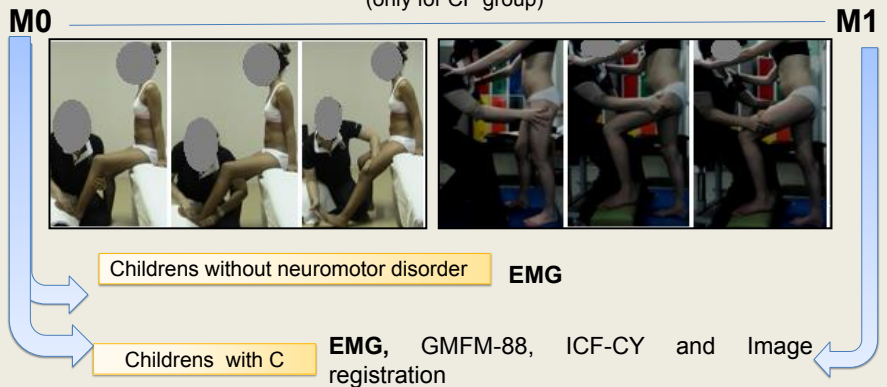 (only for CP group)
M0 M1
Childrens without neuromotor disorder EMG
Childrens with C EMG, GMFM-88, ICF-CY and Image
registration